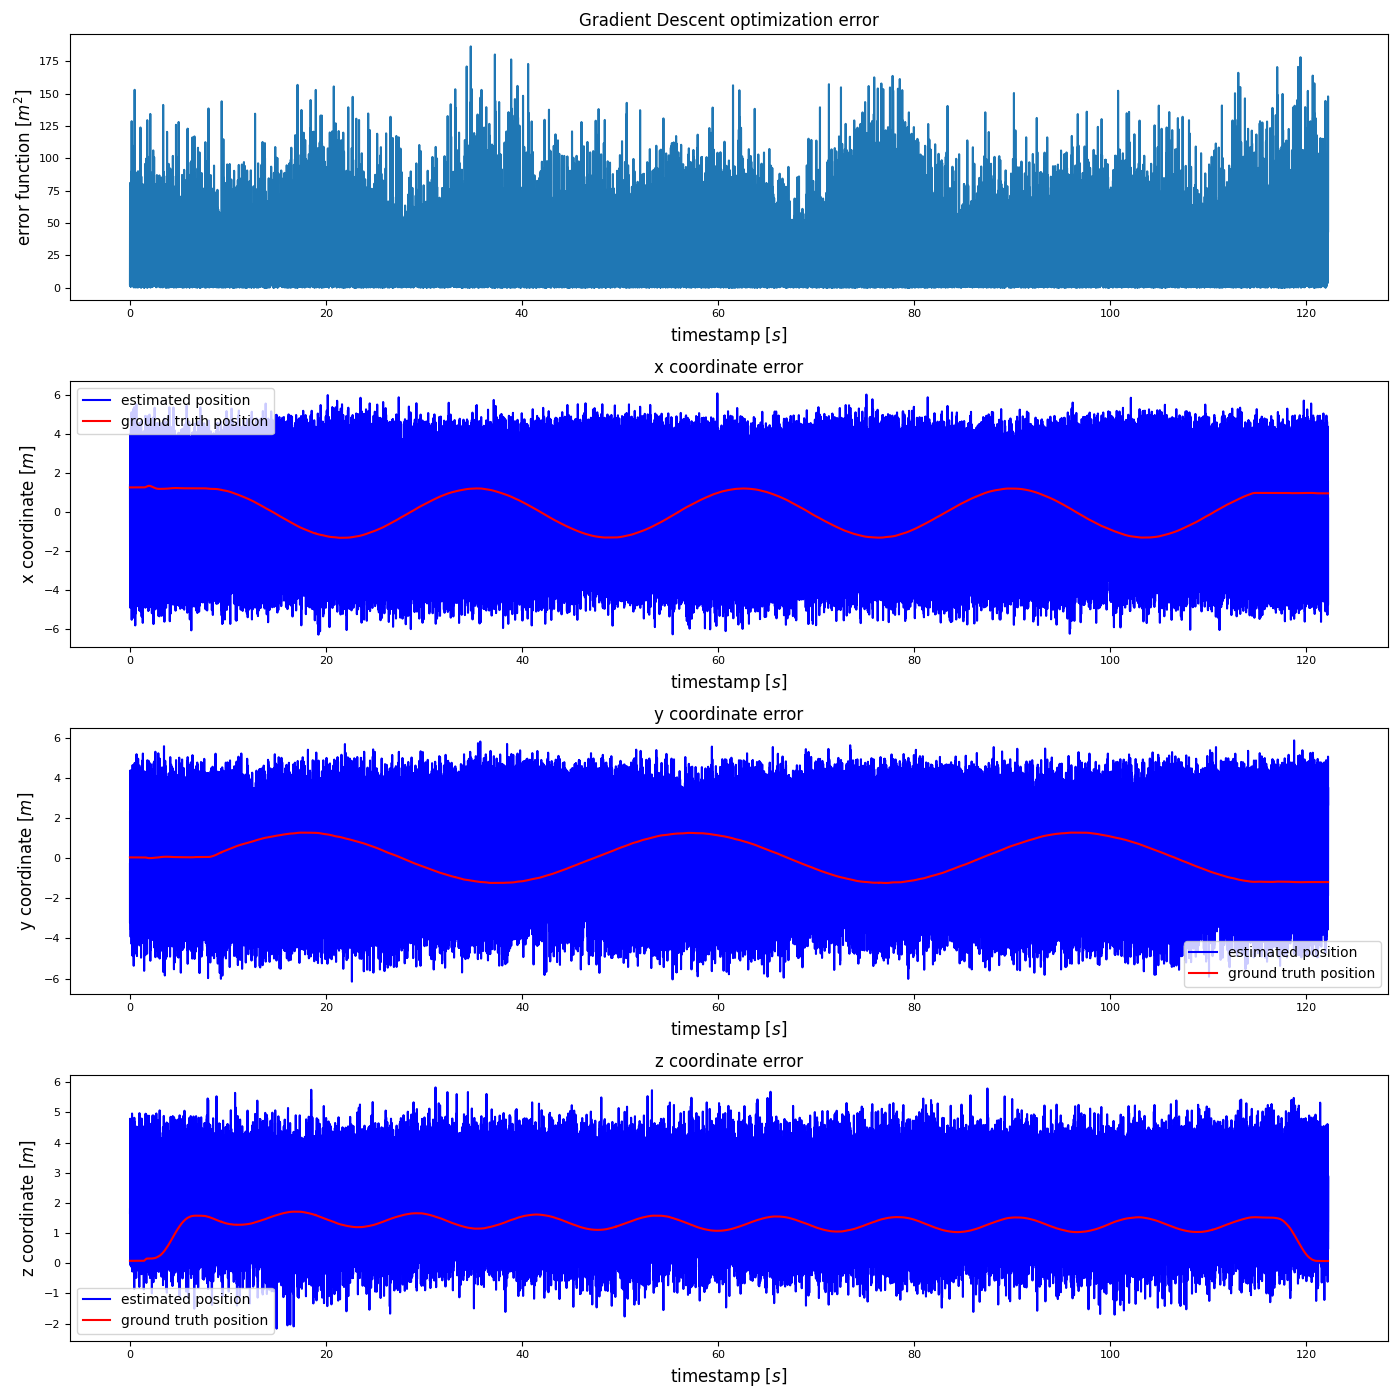 Gradient Descent optimization error
error function [m²]
175
150
125
100
75
50
25
0
0 20 40 60 80 100 120
timestamp [s]
x coordinate error
x coordinate [m]
6
4
2
0
−2
−4
−6
estimated position
ground truth position
0 20 40 60 80 100 120
timestamp [s]
y coordinate error
y coordinate [m]
6
4
2
0
−2
−4
−6
estimated position
ground truth position
0 20 40 60 80 100 120
timestamp [s]
z coordinate error
z coordinate [m]
6
5
4
3
2
1
0
−1
−2
estimated position
ground truth position
0 20 40 60 80 100 120
timestamp [s]